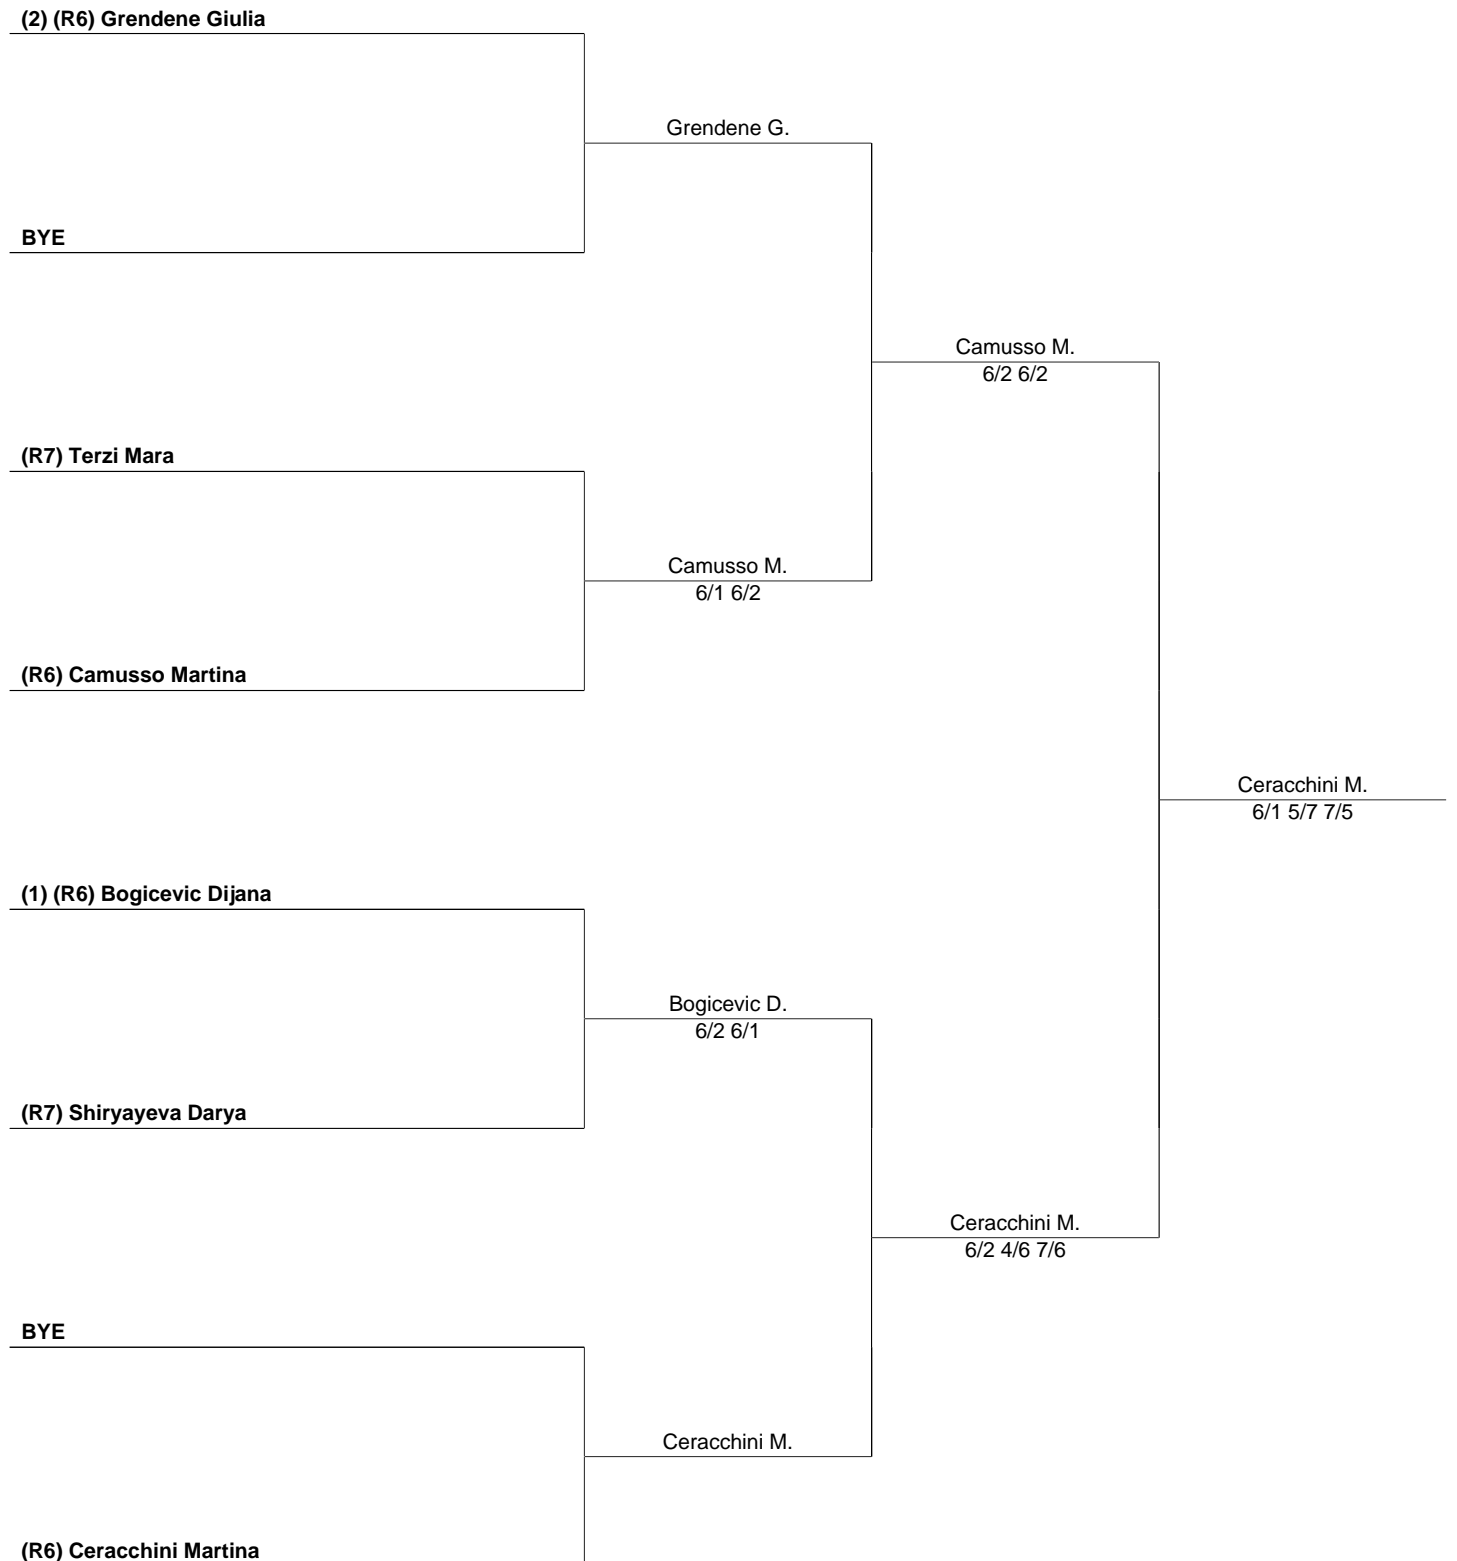 (2) (R6) Grendene Giulia
Grendene G.
BYE
Camusso M.
6/2 6/2
(R7) Terzi Mara
Camusso M.
6/1 6/2
(R6) Camusso Martina
Ceracchini M.
6/1 5/7 7/5
(1) (R6) Bogicevic Dijana
Bogicevic D.
6/2 6/1
(R7) Shiryayeva Darya
Ceracchini M.
6/2 4/6 7/6
BYE
Ceracchini M.
(R6) Ceracchini Martina